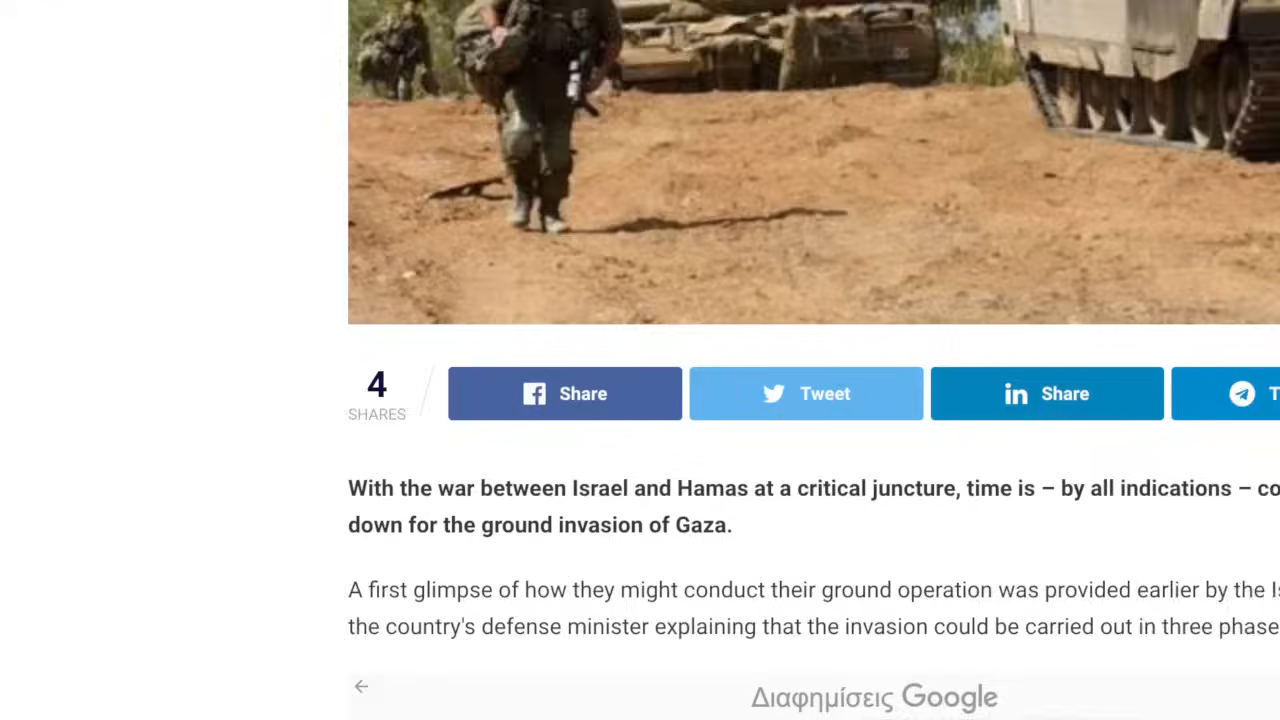 4
SHARES
Share
Tweet
Share
With the war between Israel and Hamas at a critical juncture, time is – by all indications –
down for the ground invasion of Gaza.
A first glimpse of how they might conduct their ground operation was provided earlier by the
the country's defense minister explaining that the invasion could be carried out in three
Διαφημίσεις Google